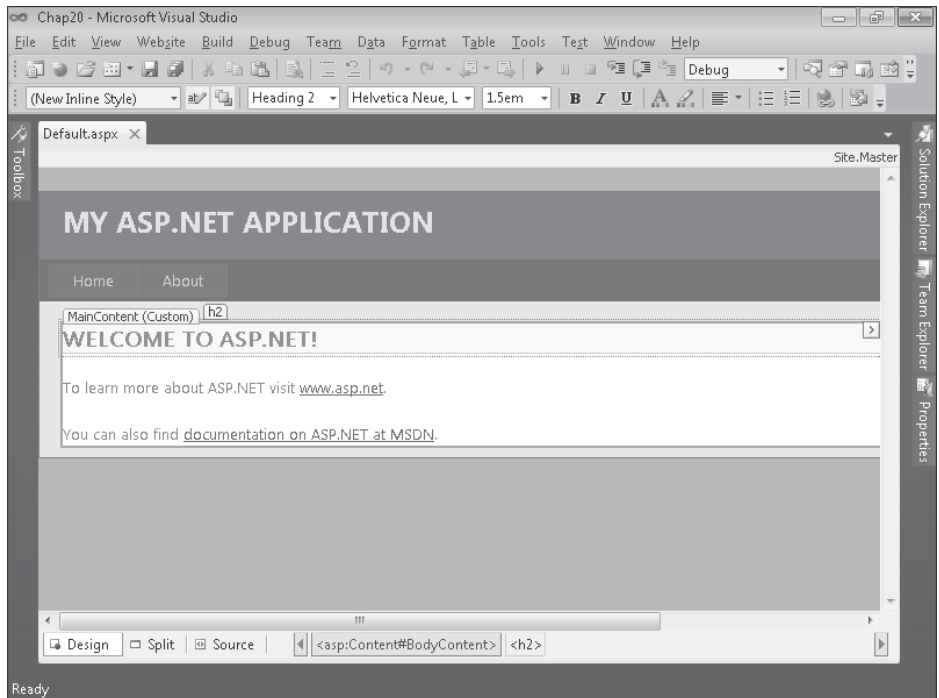 Chap20 - Microsoft Visual Studio
File Edit View Website Build Debug Team Data Format Table Tools Test Window Help
Debug
(New Inline Style) Heading 2 Helvetica Neue, L 1.5em B I U A
Toolbox
Default.aspx
Site.Master
MY ASP.NET APPLICATION
Home About
MainContent (Custom) h2
WELCOME TO ASP.NET!
To learn more about ASP.NET visit www.asp.net.
You can also find documentation on ASP.NET at MSDN.
Solution Explorer
Team Explorer
Properties
Design Split Source <asp:Content#BodyContent> <h2>
Ready